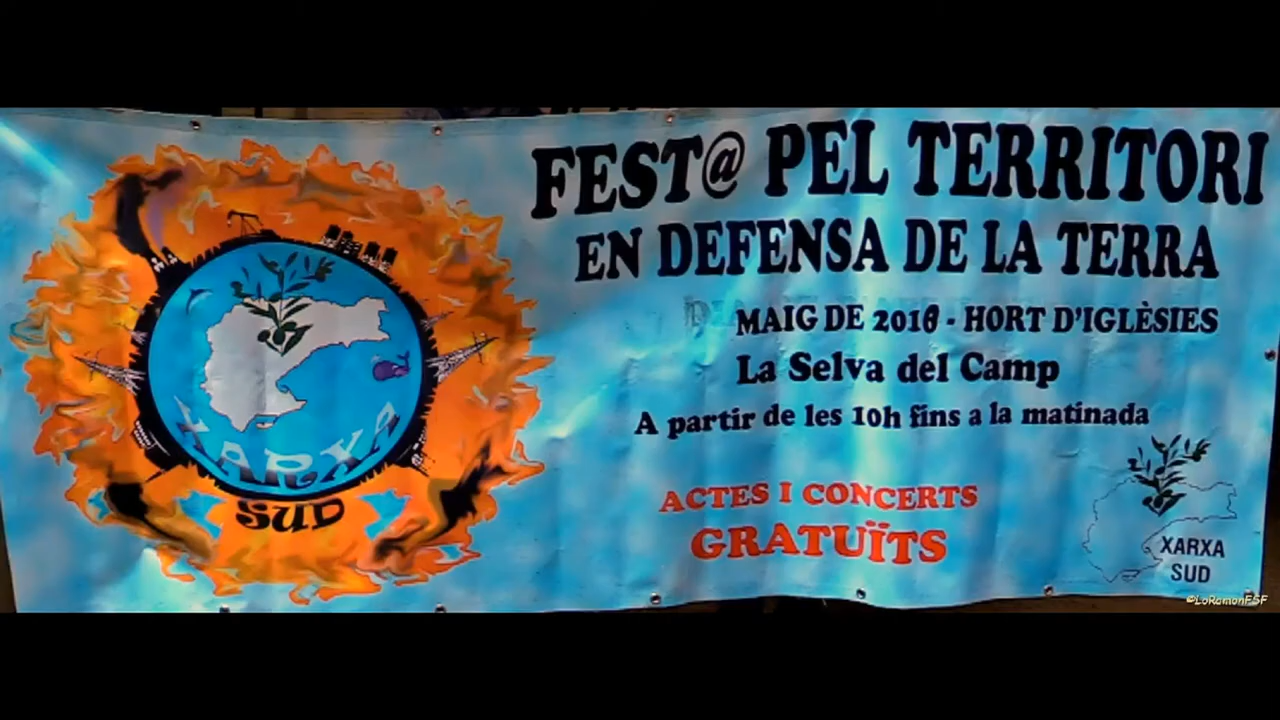 FEST@ PEL TERRITORI
EN DEFENSA DE LA TERRA
MAIG DE 2018 - HORT D'IGLÈSIES
La Selva del Camp
A partir de les 10h fins a la matinada
ACTES I CONCERTS
GRATUÏTS
XARXA
SUD
XARXA
SUD
©LoRamonFSF